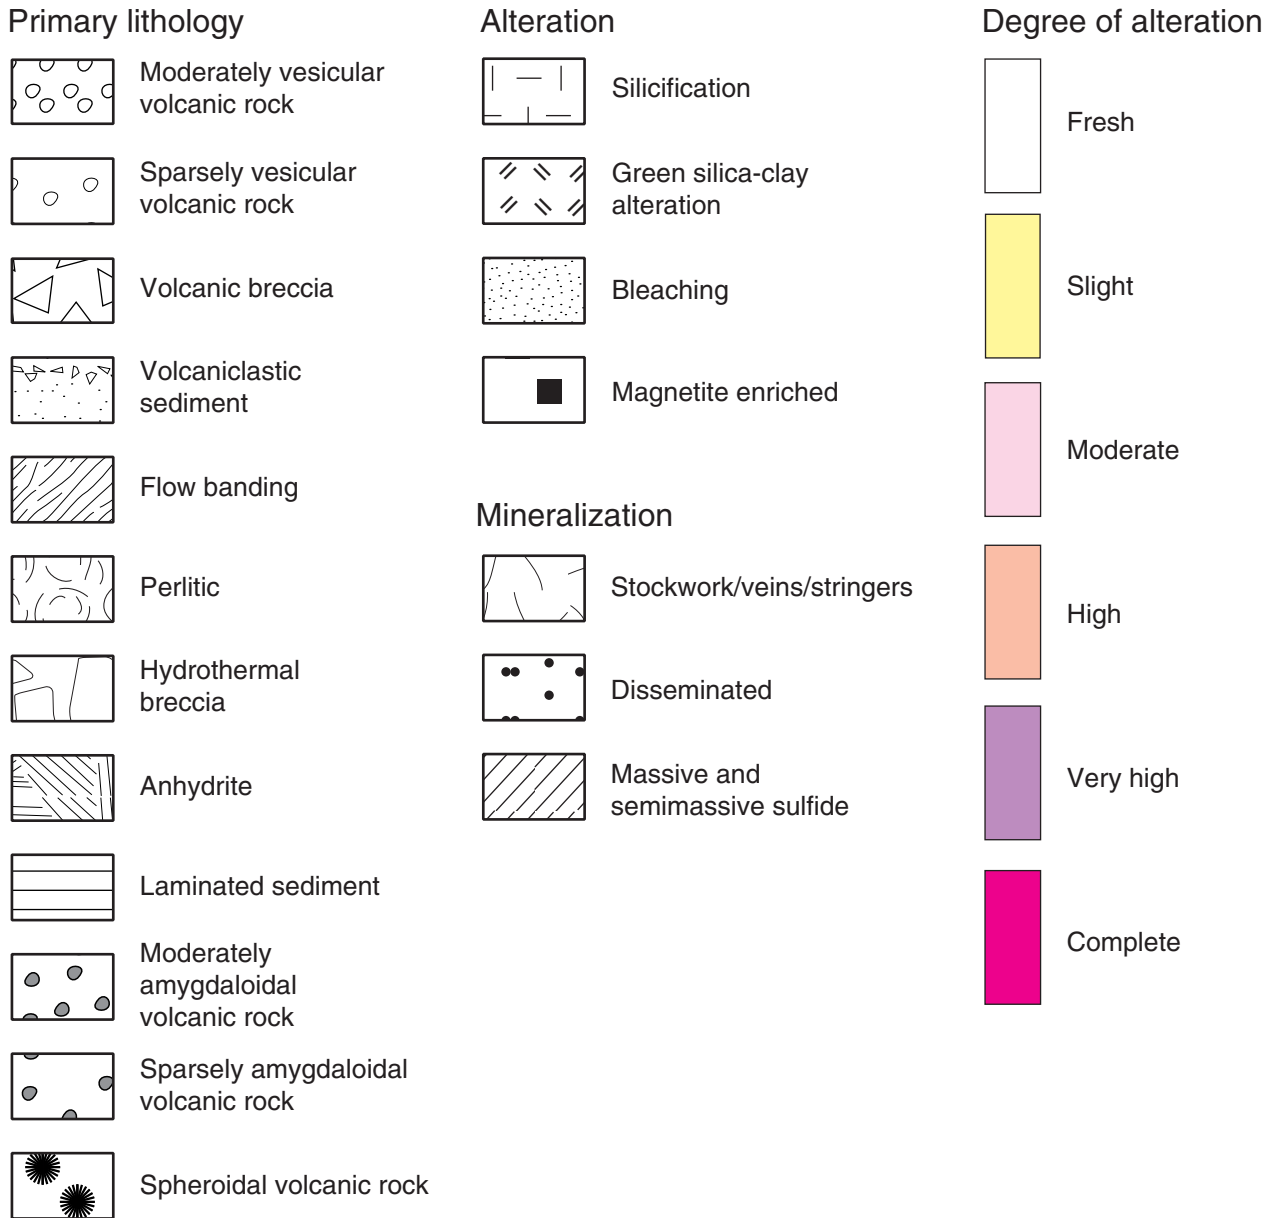 Primary lithology
Moderately vesicular
volcanic rock
Sparsely vesicular
volcanic rock
Volcanic breccia
Volcaniclastic
sediment
Flow banding
Perlitic
Hydrothermal
breccia
Anhydrite
Laminated sediment
Moderately
amygdaloidal
volcanic rock
Sparsely amygdaloidal
volcanic rock
Spheroidal volcanic rock
Alteration
Silicification
Green silica-clay
alteration
Bleaching
Magnetite enriched
Mineralization
Stockwork/veins/stringers
Disseminated
Massive and
semimassive sulfide
Degree of alteration
Fresh
Slight
Moderate
High
Very high
Complete